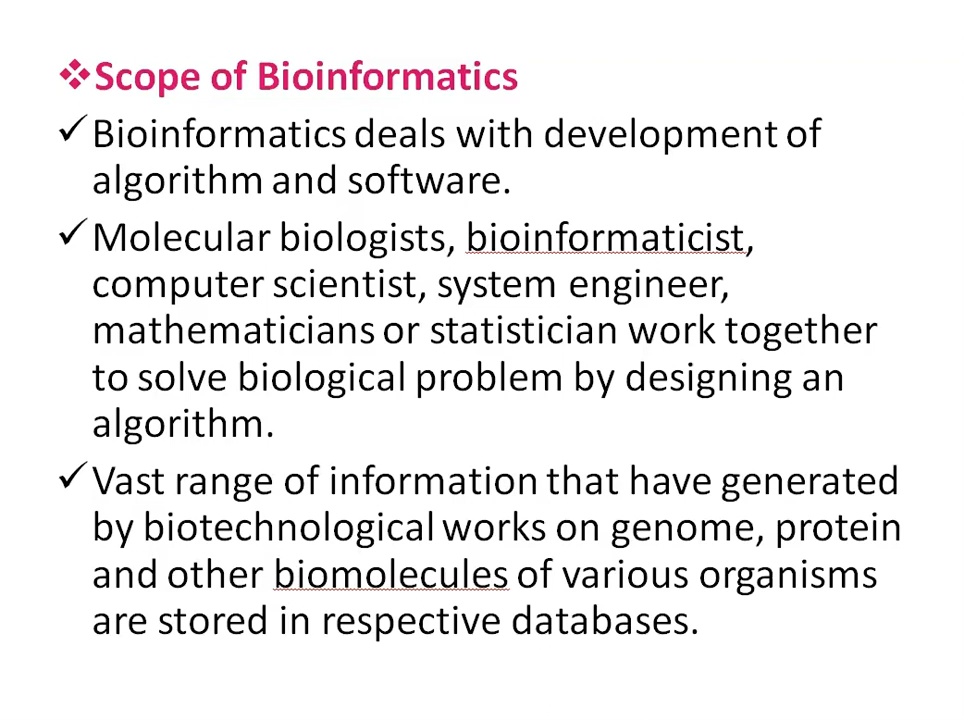 ❖Scope of Bioinformatics
✓Bioinformatics deals with development of
algorithm and software.
✓Molecular biologists, bioinformaticist,
computer scientist, system engineer,
mathematicians or statistician work together
to solve biological problem by designing an
algorithm.
✓Vast range of information that have generated
by biotechnological works on genome, protein
and other biomolecules of various organisms
are stored in respective databases.